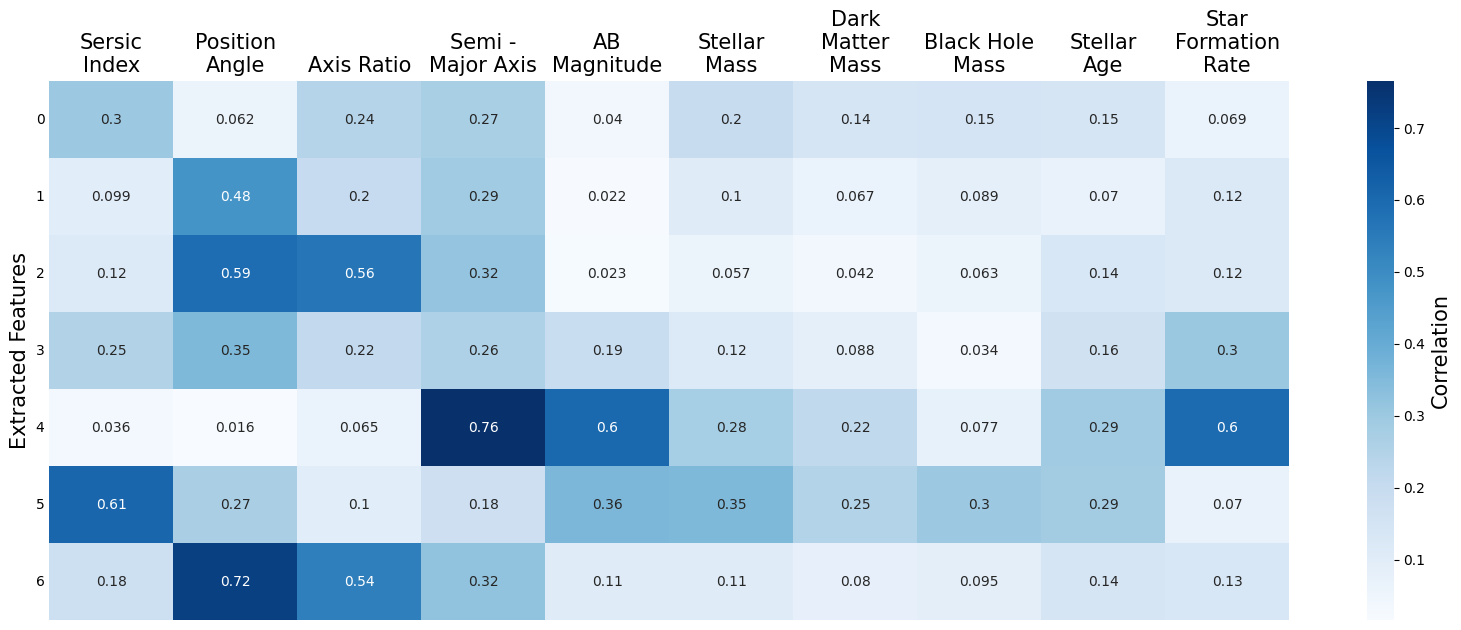 Sersic
Index
Position
Angle
Axis Ratio
Semi -
Major Axis
AB
Magnitude
Stellar
Mass
Dark
Matter
Mass
Black Hole
Mass
Stellar
Age
Star
Formation
Rate
Extracted Features
0 0.3 0.062 0.24 0.27 0.04 0.2 0.14 0.15 0.15 0.069
1 0.099 0.48 0.2 0.29 0.022 0.1 0.067 0.089 0.07 0.12
2 0.12 0.59 0.56 0.32 0.023 0.057 0.042 0.063 0.14 0.12
3 0.25 0.35 0.22 0.26 0.19 0.12 0.088 0.034 0.16 0.3
4 0.036 0.016 0.065 0.76 0.6 0.28 0.22 0.077 0.29 0.6
5 0.61 0.27 0.1 0.18 0.36 0.35 0.25 0.3 0.29 0.07
6 0.18 0.72 0.54 0.32 0.11 0.11 0.08 0.095 0.14 0.13
0.7
0.6
0.5
0.4
0.3
0.2
0.1
Correlation